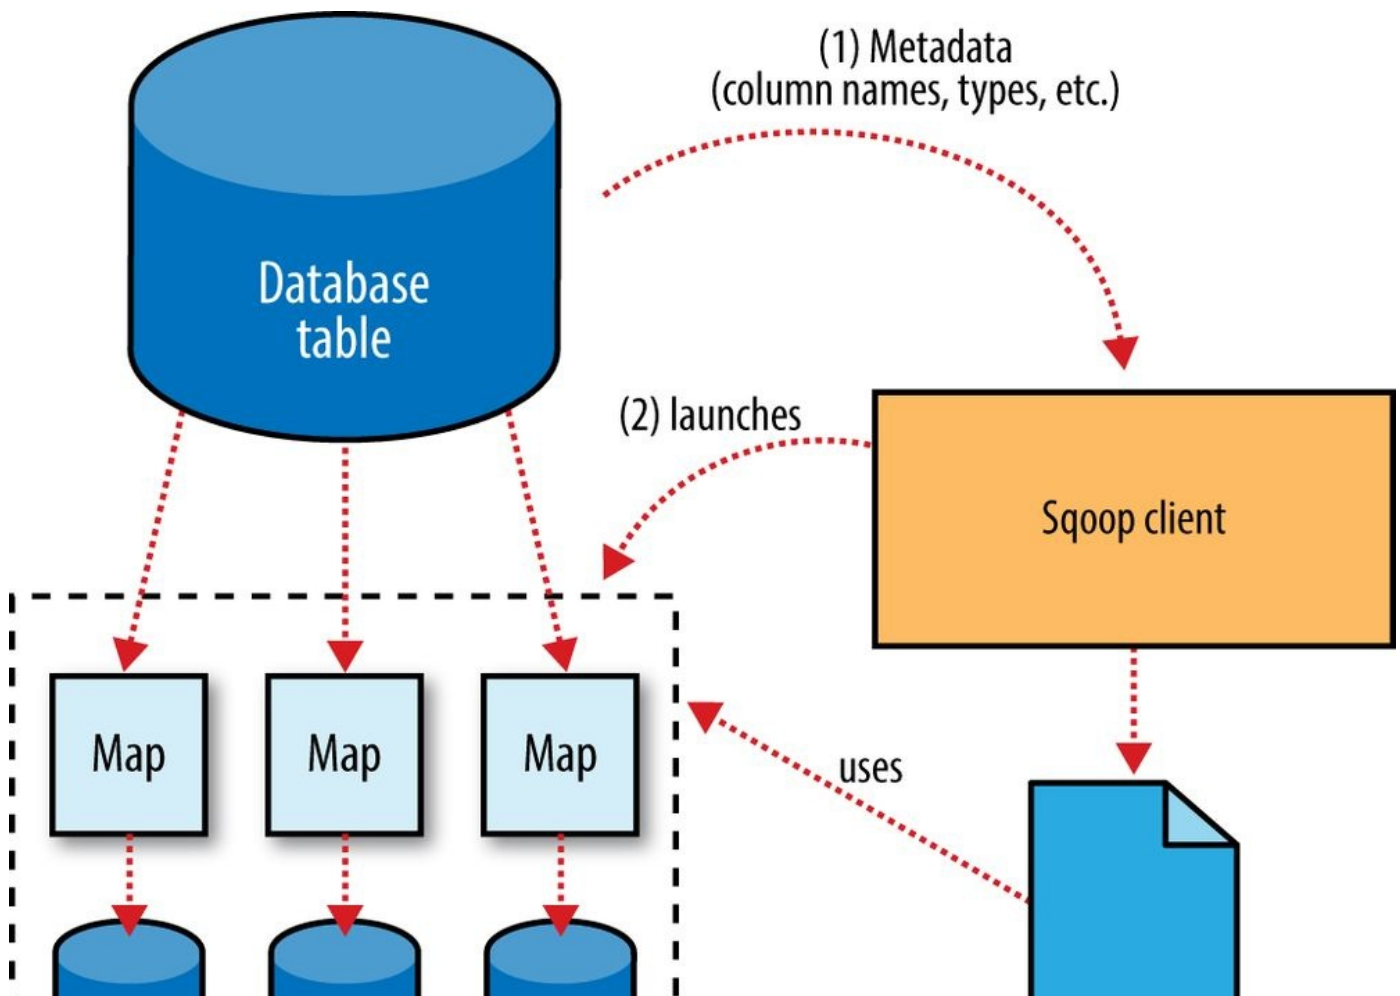 (1) Metadata
(column names, types, etc.)
Database
table
(2) launches
Sqoop client
Map
Map
Map
uses